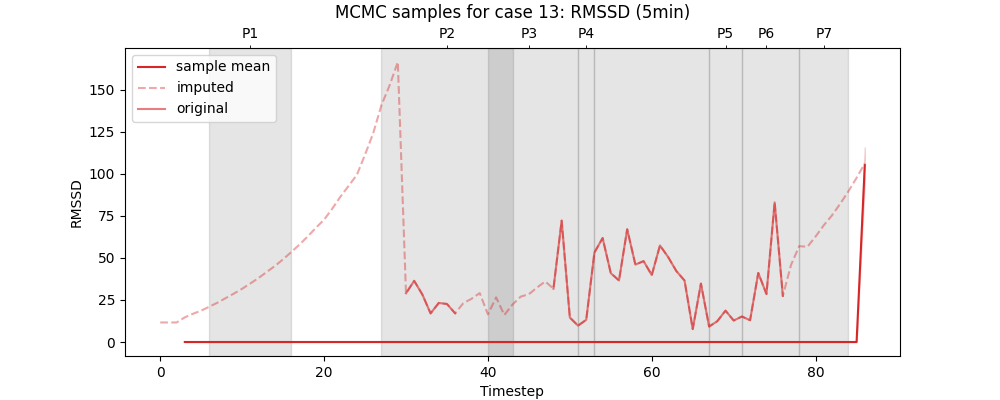 MCMC samples for case 13: RMSSD (5min)
P1 P2 P3 P4 P5 P6 P7
sample mean
imputed
original
RMSSD
150
125
100
75
50
25
0
0 20 40 60 80
Timestep